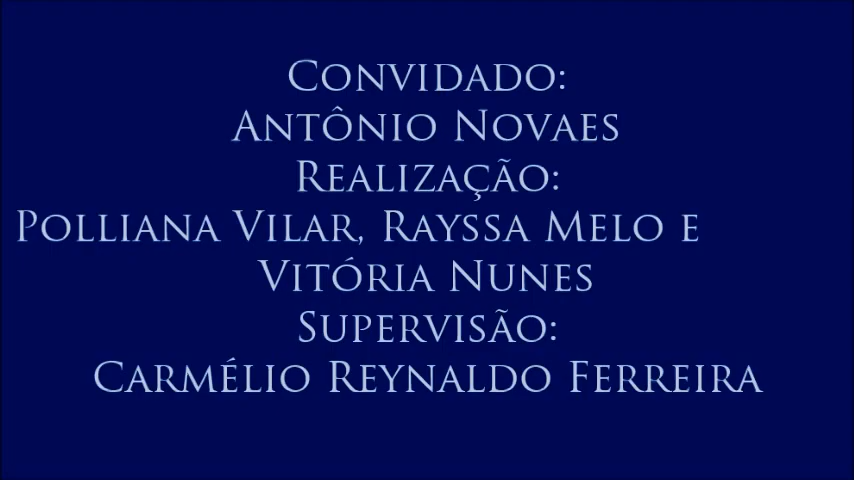 Convidado:
Antônio Novaes
Realização:
Polliana Vilar, Rayssa Melo e
Vitória Nunes
Supervisão:
Carmélio Reynaldo Ferreira